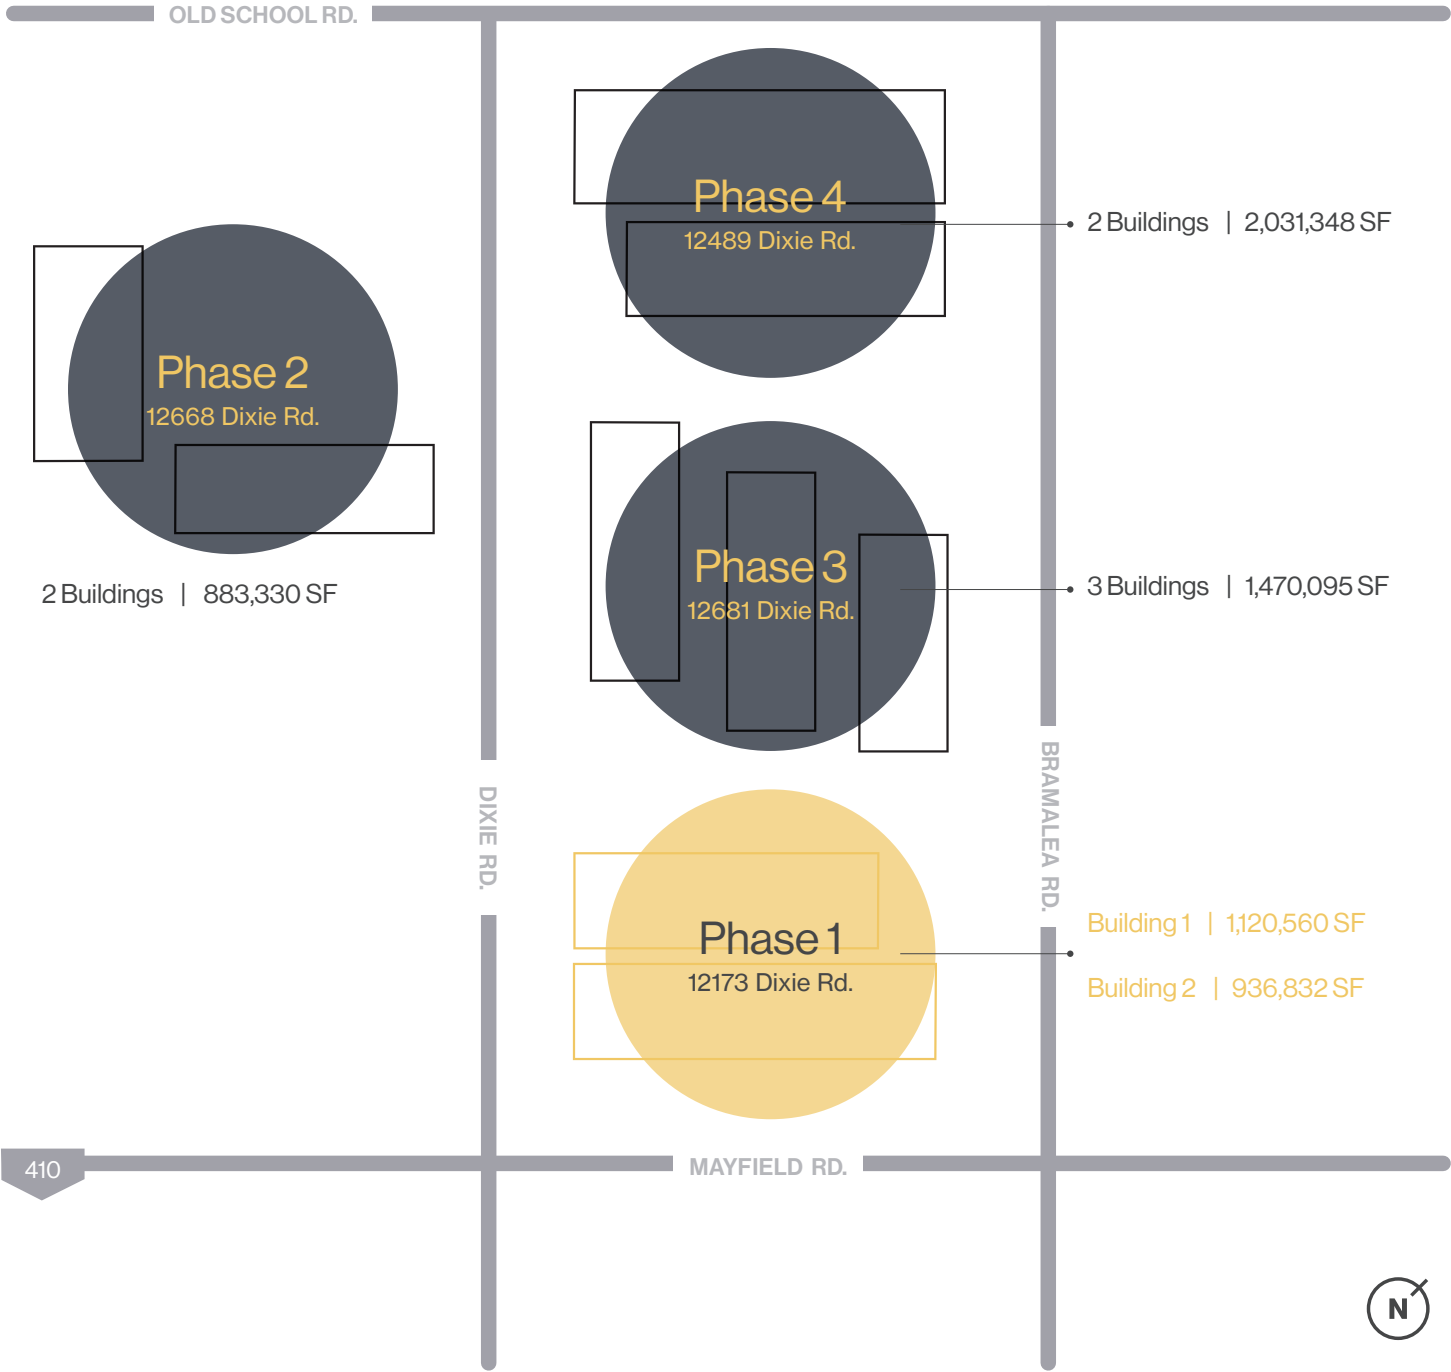 OLD SCHOOL RD.
Phase 4
12489 Dixie Rd.
2 Buildings | 2,031,348 SF
Phase 2
12668 Dixie Rd.
2 Buildings | 883,330 SF
Phase 3
12681 Dixie Rd.
3 Buildings | 1,470,095 SF
DIXIE RD.
BRAMALEA RD.
Phase 1
12173 Dixie Rd.
Building 1 | 1,120,560 SF
Building 2 | 936,832 SF
410
MAYFIELD RD.
N